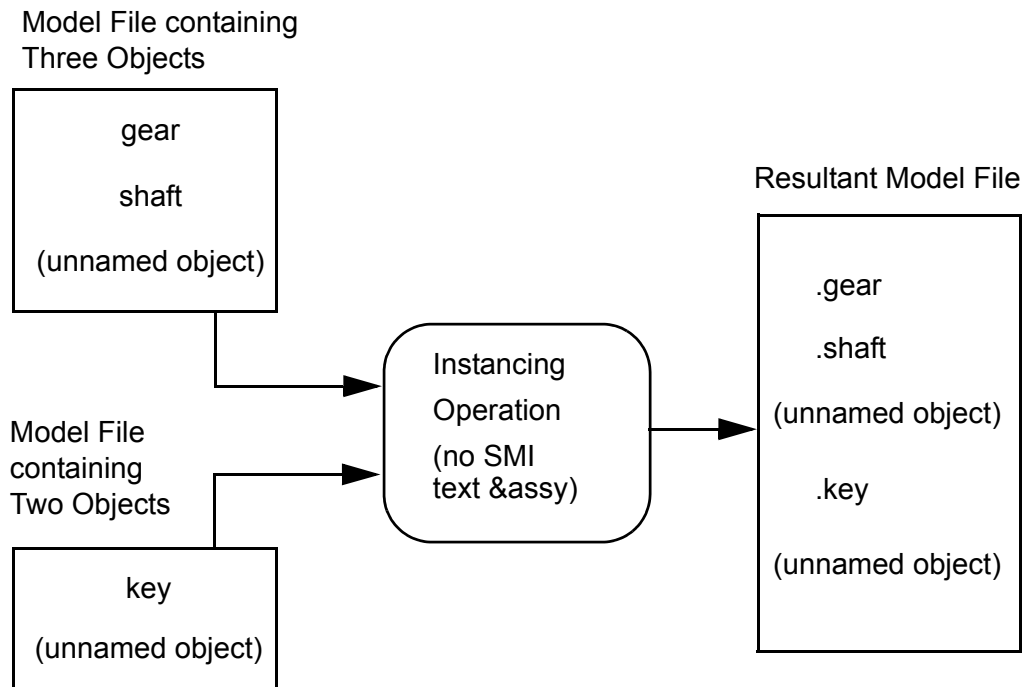 Model File containing
Three Objects
gear
shaft
(unnamed object)
Model File
containing
Two Objects
key
(unnamed object)
Instancing
Operation
(no SMI
text &assy)
Resultant Model File
.gear
.shaft
(unnamed object)
.key
(unnamed object)